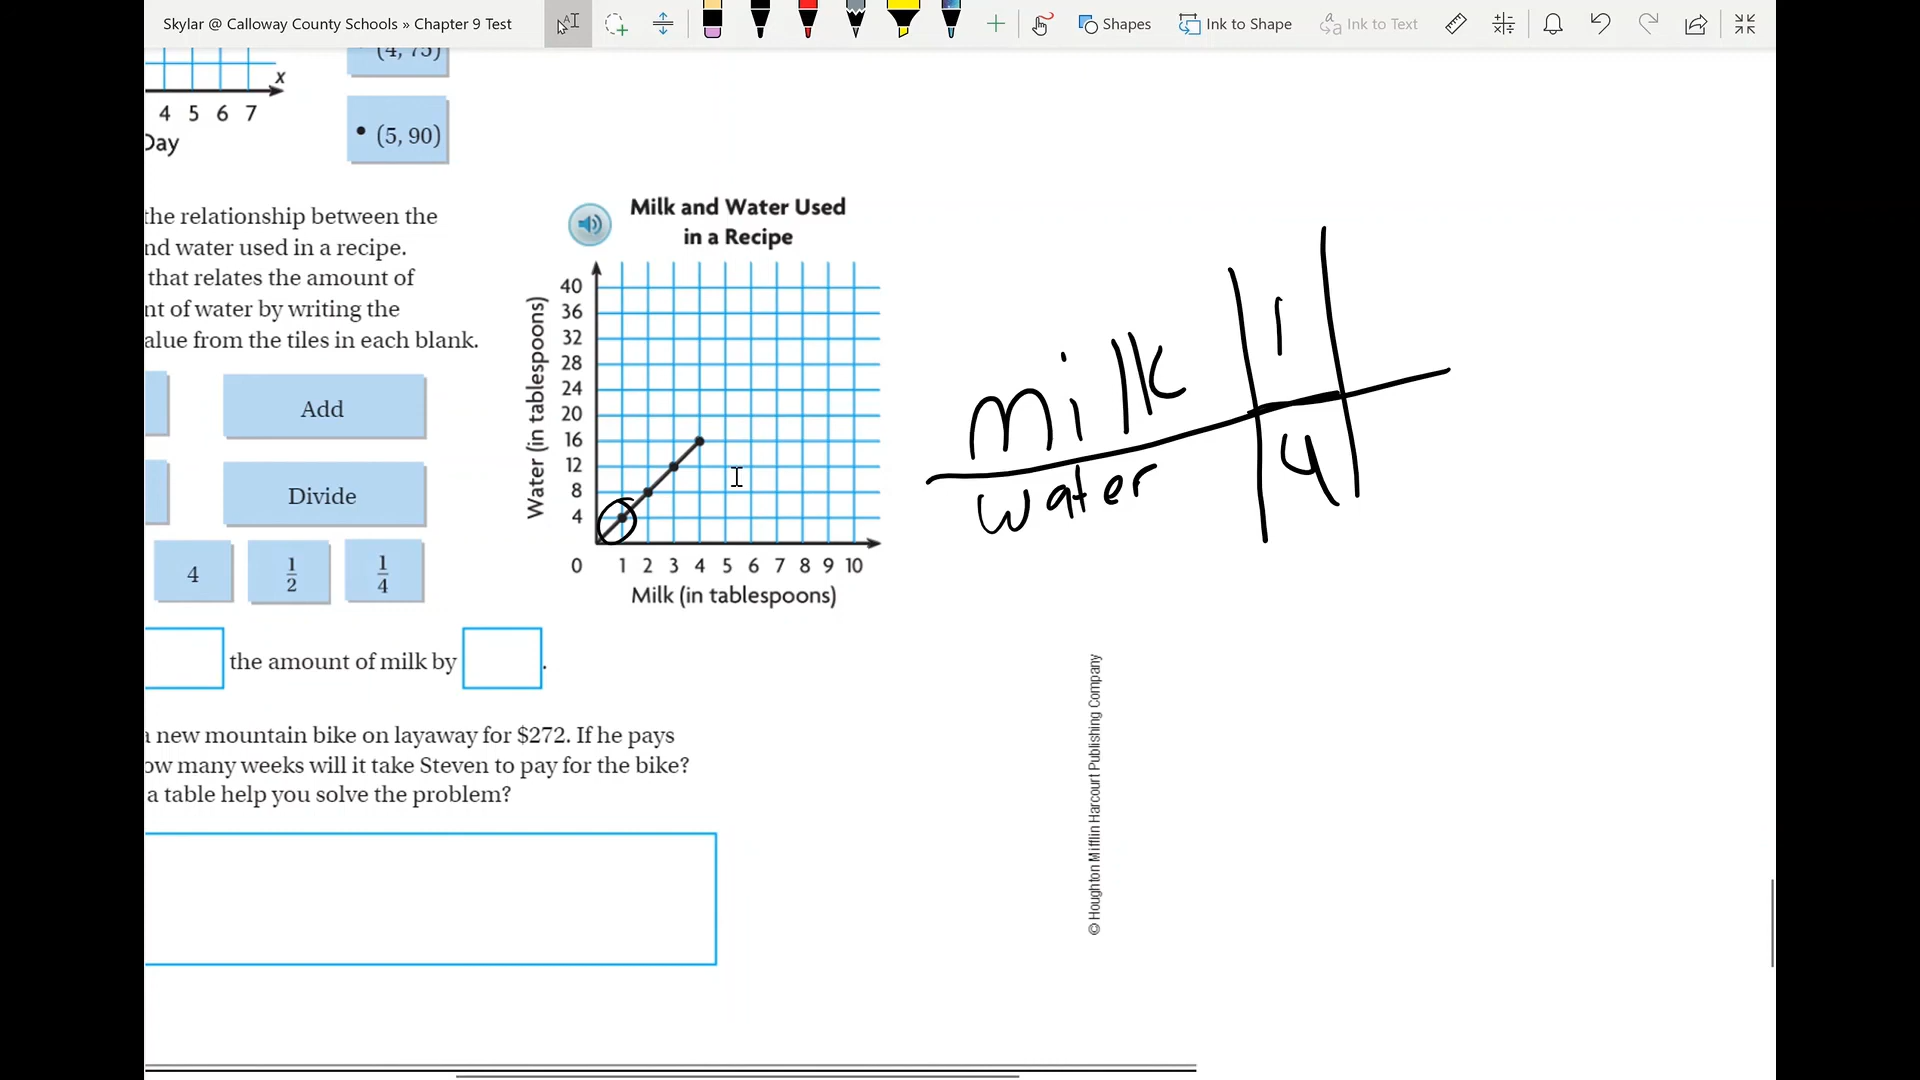 Skylar @ Calloway County Schools » Chapter 9 Test
Shapes
Ink to Shape
Ink to Text
• (4, 75)
x
4 5 6 7
Day
• (5, 90)
the relationship between the
nd water used in a recipe.
that relates the amount of
nt of water by writing the
alue from the tiles in each blank.
Add
Divide
4
1/2
1/4
the amount of milk by .
Milk and Water Used
in a Recipe
Water (in tablespoons)
40
36
32
28
24
20
16
12
8
4
0 1 2 3 4 5 6 7 8 9 10
Milk (in tablespoons)
milk 1
water 4
a new mountain bike on layaway for $272. If he pays
ow many weeks will it take Steven to pay for the bike?
a table help you solve the problem?
© Houghton Mifflin Harcourt Publishing Company